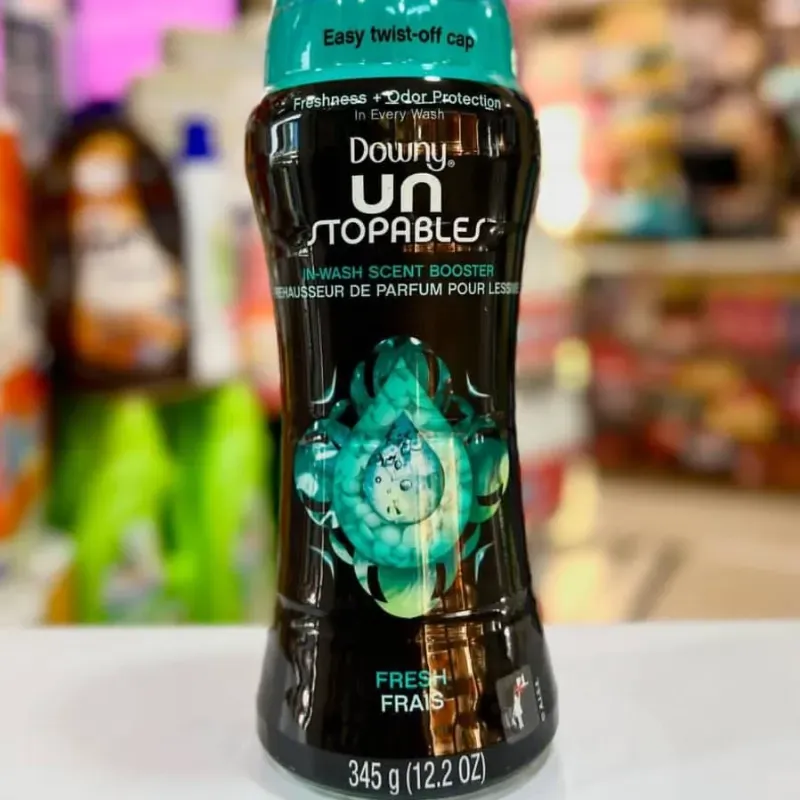 Easy twist-off cap
Freshness + Odor Protection
In Every Wash
Downy®
UN
STOPABLES
IN-WASH SCENT BOOSTER
REHAUSSEUR DE PARFUM POUR
FRESH
FRAIS
345 g (12.2 OZ)